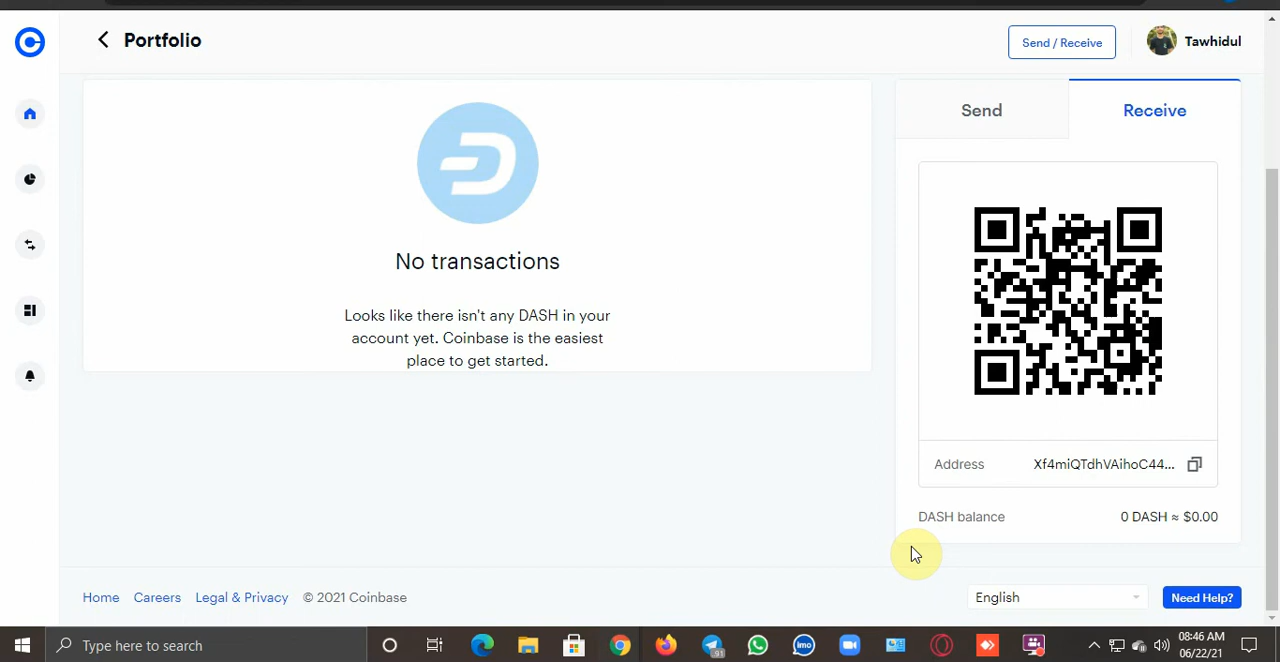 Portfolio
Send / Receive
Tawhidul
No transactions
Looks like there isn't any DASH in your
account yet. Coinbase is the easiest
place to get started.
Send
Receive
Address
Xf4miQTdhVAihoC44...
DASH balance
0 DASH ≈ $0.00
Home
Careers
Legal & Privacy
© 2021 Coinbase
English
Need Help?
Type here to search
91
imo
08:46 AM
06/22/21